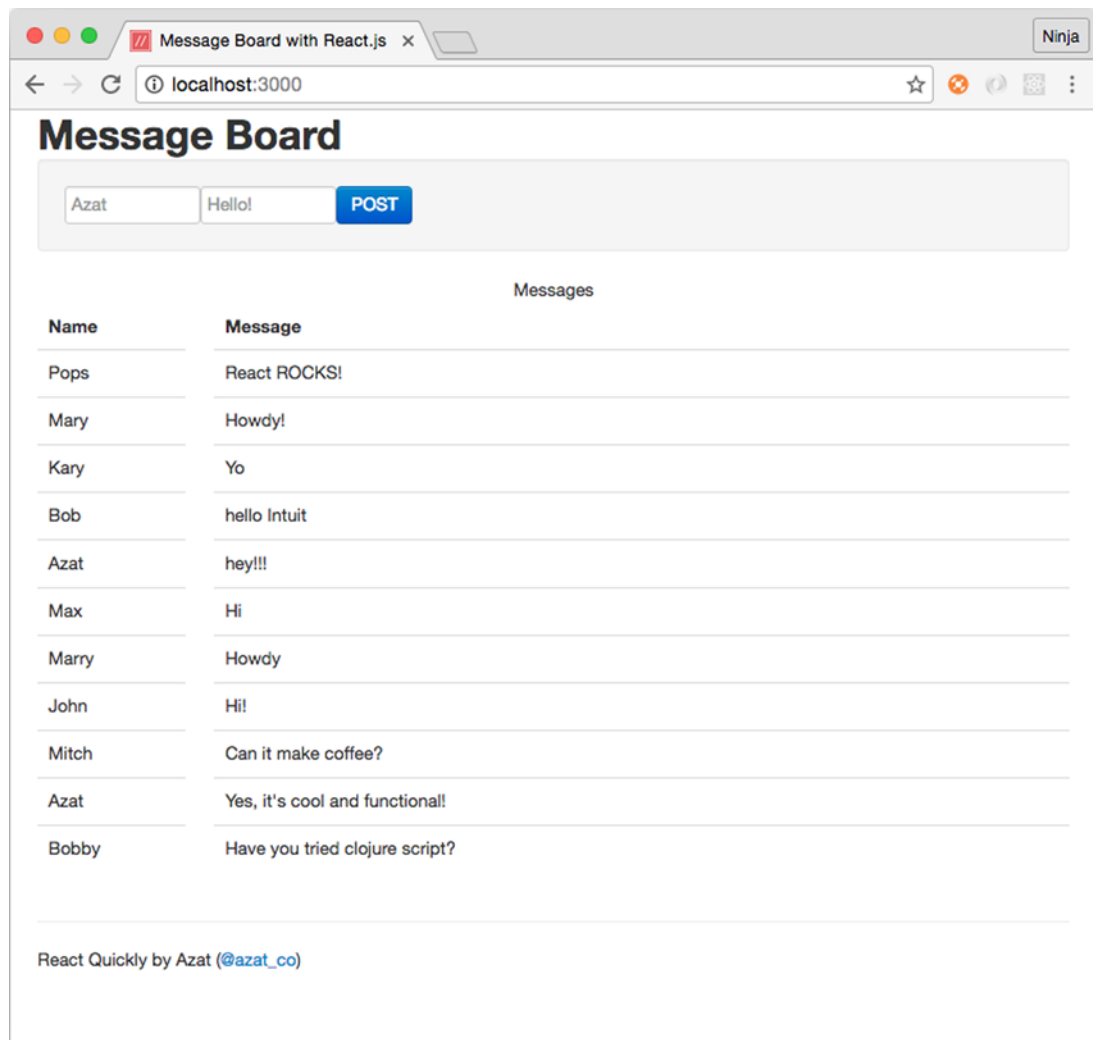 Message Board with React.js
Ninja
localhost:3000
Message Board
Azat Hello! POST
Messages
Name Message
Pops React ROCKS!
Mary Howdy!
Kary Yo
Bob hello Intuit
Azat hey!!!
Max Hi
Marry Howdy
John Hi!
Mitch Can it make coffee?
Azat Yes, it's cool and functional!
Bobby Have you tried clojure script?
React Quickly by Azat (@azat_co)